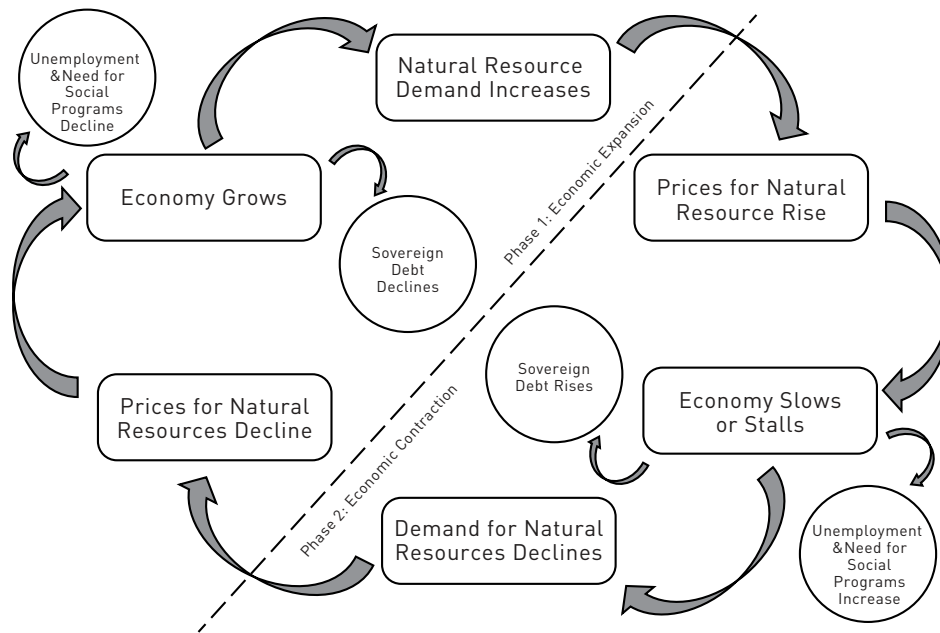 Unemployment
&Need for
Social
Programs
Decline
Natural Resource
Demand Increases
Economy Grows
Prices for Natural
Resource Rise
Sovereign
Debt
Declines
Phase 1: Economic Expansion
Phase 2: Economic Contraction
Sovereign
Debt Rises
Prices for Natural
Resources Decline
Economy Slows
or Stalls
Demand for Natural
Resources Declines
Unemployment
&Need for
Social
Programs
Increase